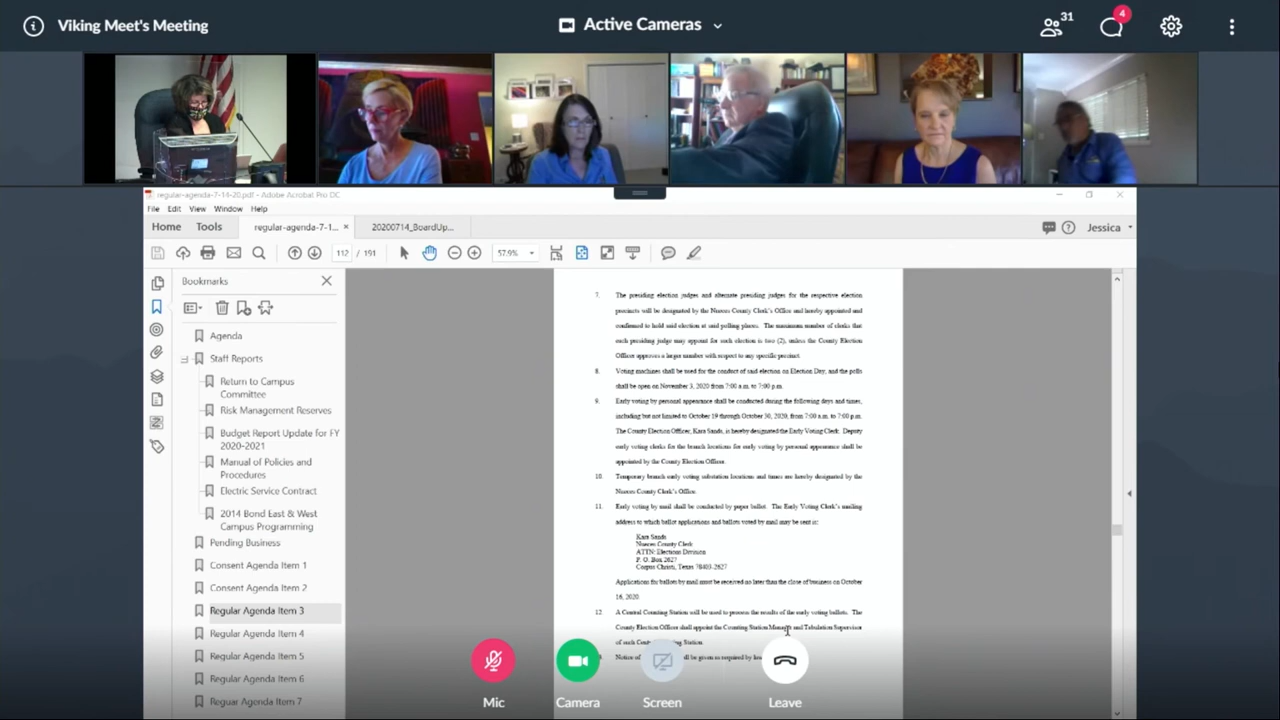 Viking Meet's Meeting
Active Cameras
31
4
regular-agenda-7-14-20.pdf - Adobe Acrobat Pro DC
File Edit View Window Help
Home Tools regular-agenda-7-1... × 20200714_BoardUp...
112 / 191 57.9% Jessica
Bookmarks
Agenda
Staff Reports
Return to Campus
Committee
Risk Management Reserves
Budget Report Update for FY
2020-2021
Manual of Policies and
Procedures
Electric Service Contract
2014 Bond East & West
Campus Programming
Pending Business
Consent Agenda Item 1
Consent Agenda Item 2
Regular Agenda Item 3
Regular Agenda Item 4
Regular Agenda Item 5
Regular Agenda Item 6
Reguar Agenda Item 7
7. The presiding election judges and alternate presiding judges for the respective election
precincts will be designated by the Nueces County Clerk's Office and hereby appointed and
confirmed to hold said election at said polling places. The maximum number of clerks that
each presiding judge may appoint for each election is two (2), unless the County Election
Officer approves a larger number with respect to any specific precinct.
8. Voting machines shall be used for the conduct of said election on Election Day, and the polls
shall be open on November 3, 2020 from 7:00 a.m. to 7:00 p.m.
9. Early voting by personal appearance shall be conducted during the following days and times,
including but not limited to October 19 through October 30, 2020, from 7:00 a.m. to 7:00 p.m.
The County Election Officer, Kara Sands, is hereby designated the Early Voting Clerk. Deputy
early voting clerks for the branch locations for early voting by personal appearance shall be
appointed by the County Election Officer.
10. Temporary branch early voting substation locations and times are hereby designated by the
Nueces County Clerk's Office.
11. Early voting by mail shall be conducted by paper ballot. The Early Voting Clerk's mailing
address to which ballot applications and ballots voted by mail may be sent is:
Kara Sands
Nueces County Clerk
ATTN: Elections Division
P. O. Box 2627
Corpus Christi, Texas 78403-2627
Applications for ballots by mail must be received no later than the close of business on October
16, 2020.
12. A Central Counting Station will be used to process the results of the early voting ballots. The
County Election Officer shall appoint the Counting Station Manager and Tabulation Supervisor
of such Station.
Notice of ll be given as required by
Mic Camera Screen Leave